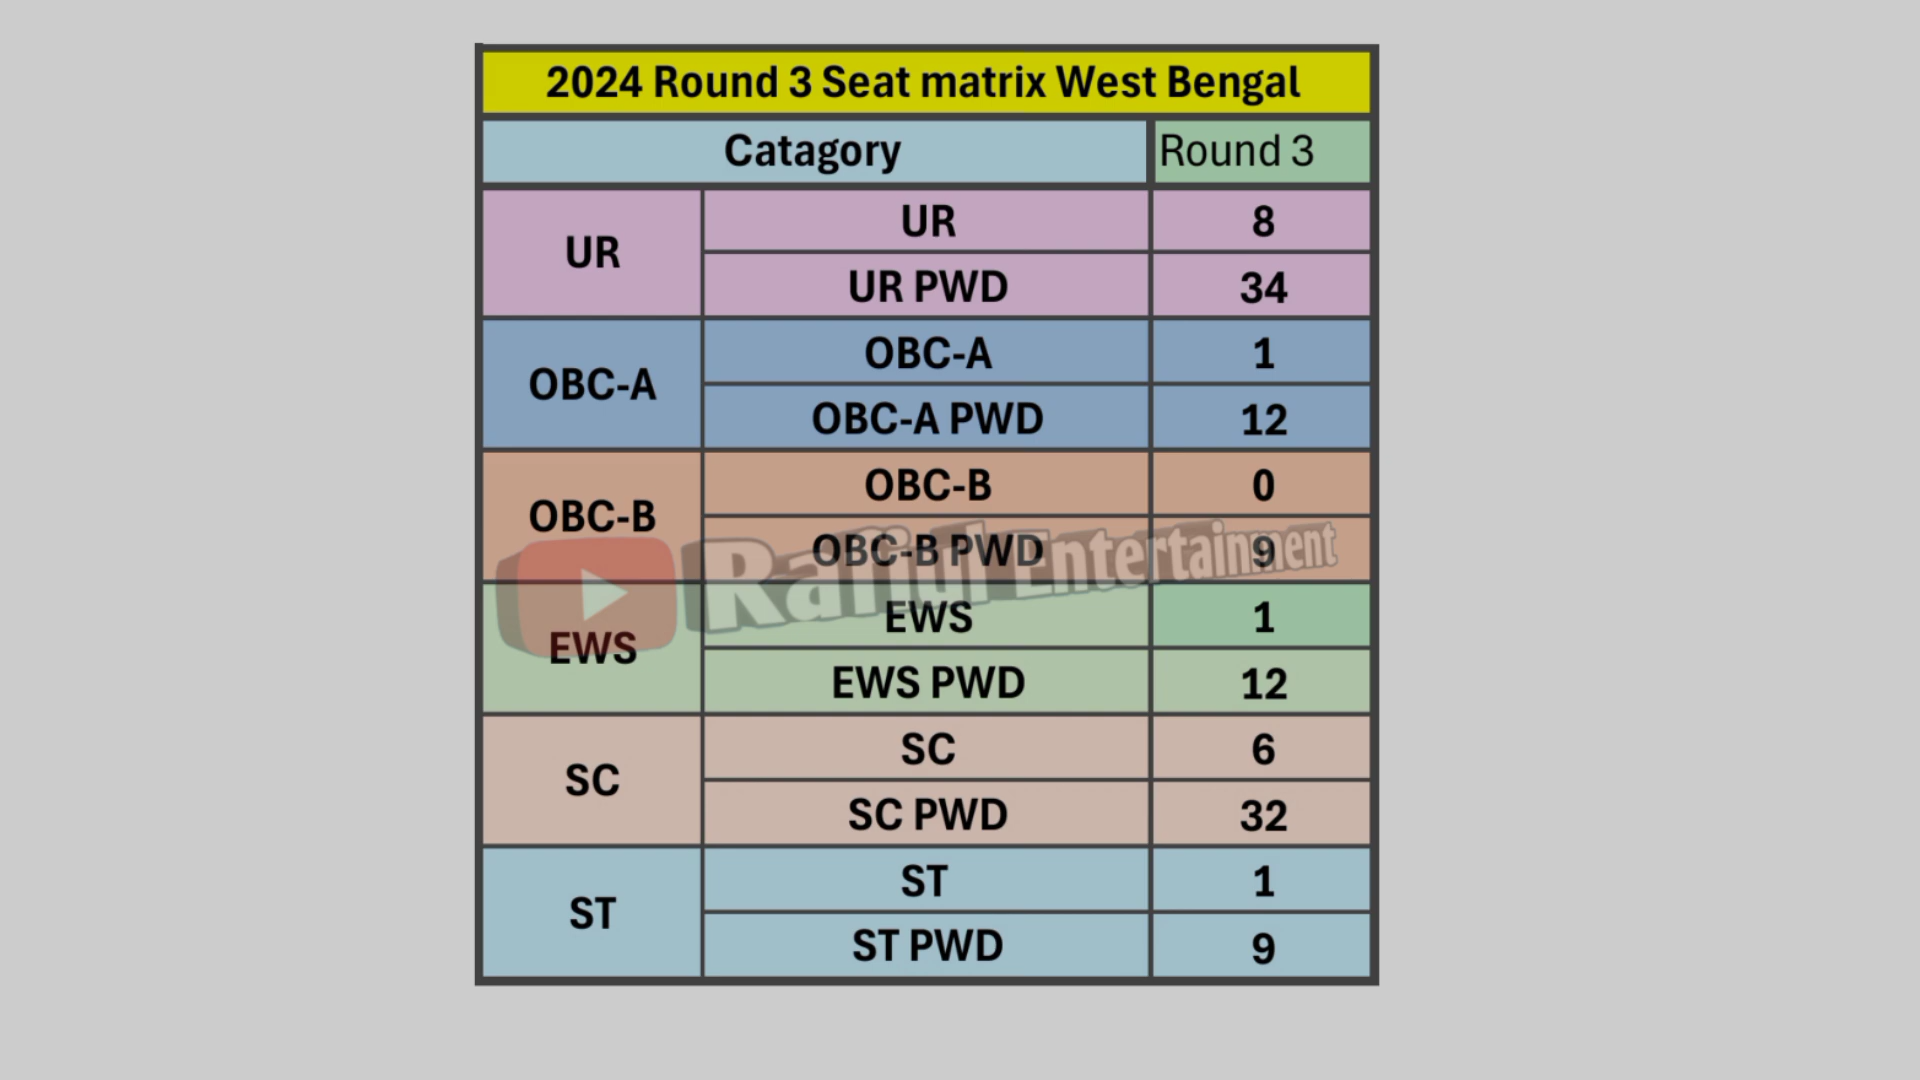 2024 Round 3 Seat matrix West Bengal
Catagory Round 3
UR UR 8
UR PWD 34
OBC-A OBC-A 1
OBC-A PWD 12
OBC-B OBC-B 0
OBC-B PWD 9
Rafidul Entertainment
EWS EWS 1
EWS PWD 12
SC SC 6
SC PWD 32
ST ST 1
ST PWD 9